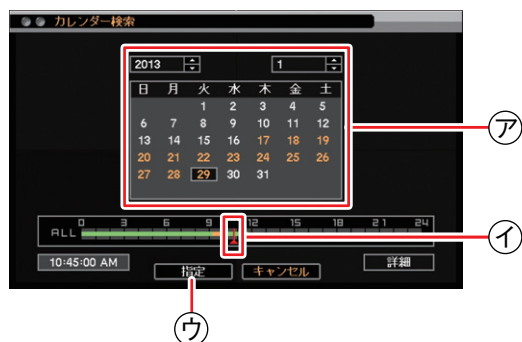 カレンダー検索
2013 1
日 月 火 水 木 金 土
1 2 3 4 5
6 7 8 9 10 11 12
13 14 15 16 17 18 19
20 21 22 23 24 25 26
27 28 29 30 31
ア
0 3 6 9 12 15 18 21 24
ALL
イ
10:45:00 AM 指定 キャンセル 詳細
ウ